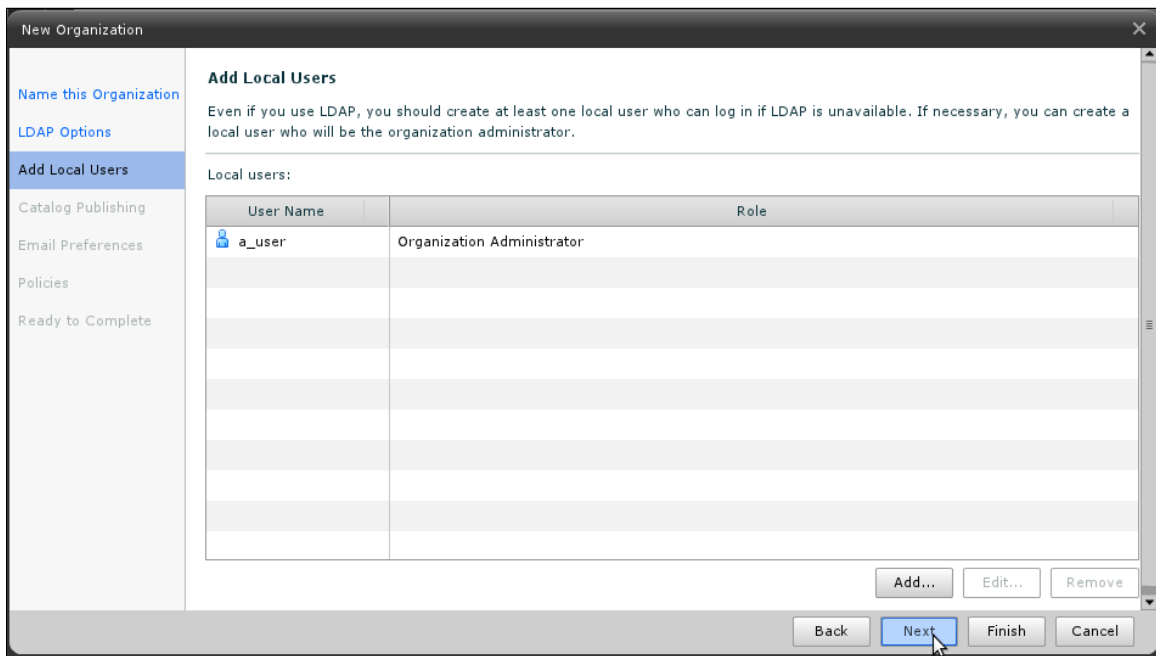 New Organization
Name this Organization
LDAP Options
Add Local Users
Catalog Publishing
Email Preferences
Policies
Ready to Complete
Add Local Users
Even if you use LDAP, you should create at least one local user who can log in if LDAP is unavailable. If necessary, you can create a
local user who will be the organization administrator.
Local users:
User Name Role
a_user Organization Administrator
Add... Edit... Remove
Back Next Finish Cancel